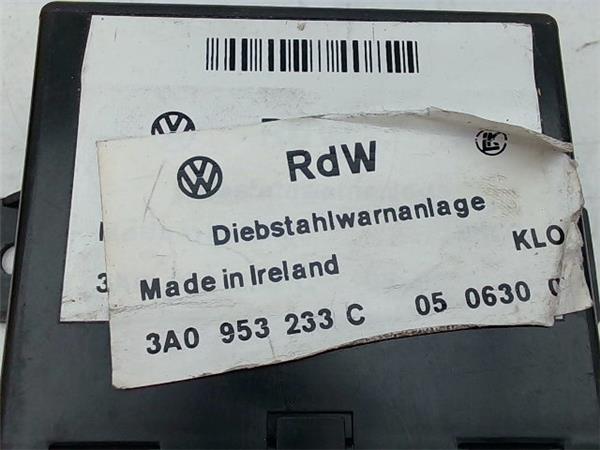 RdW
Diebstahlwarnanlage
Made in Ireland KLO
3A0 953 233 C 05 0630